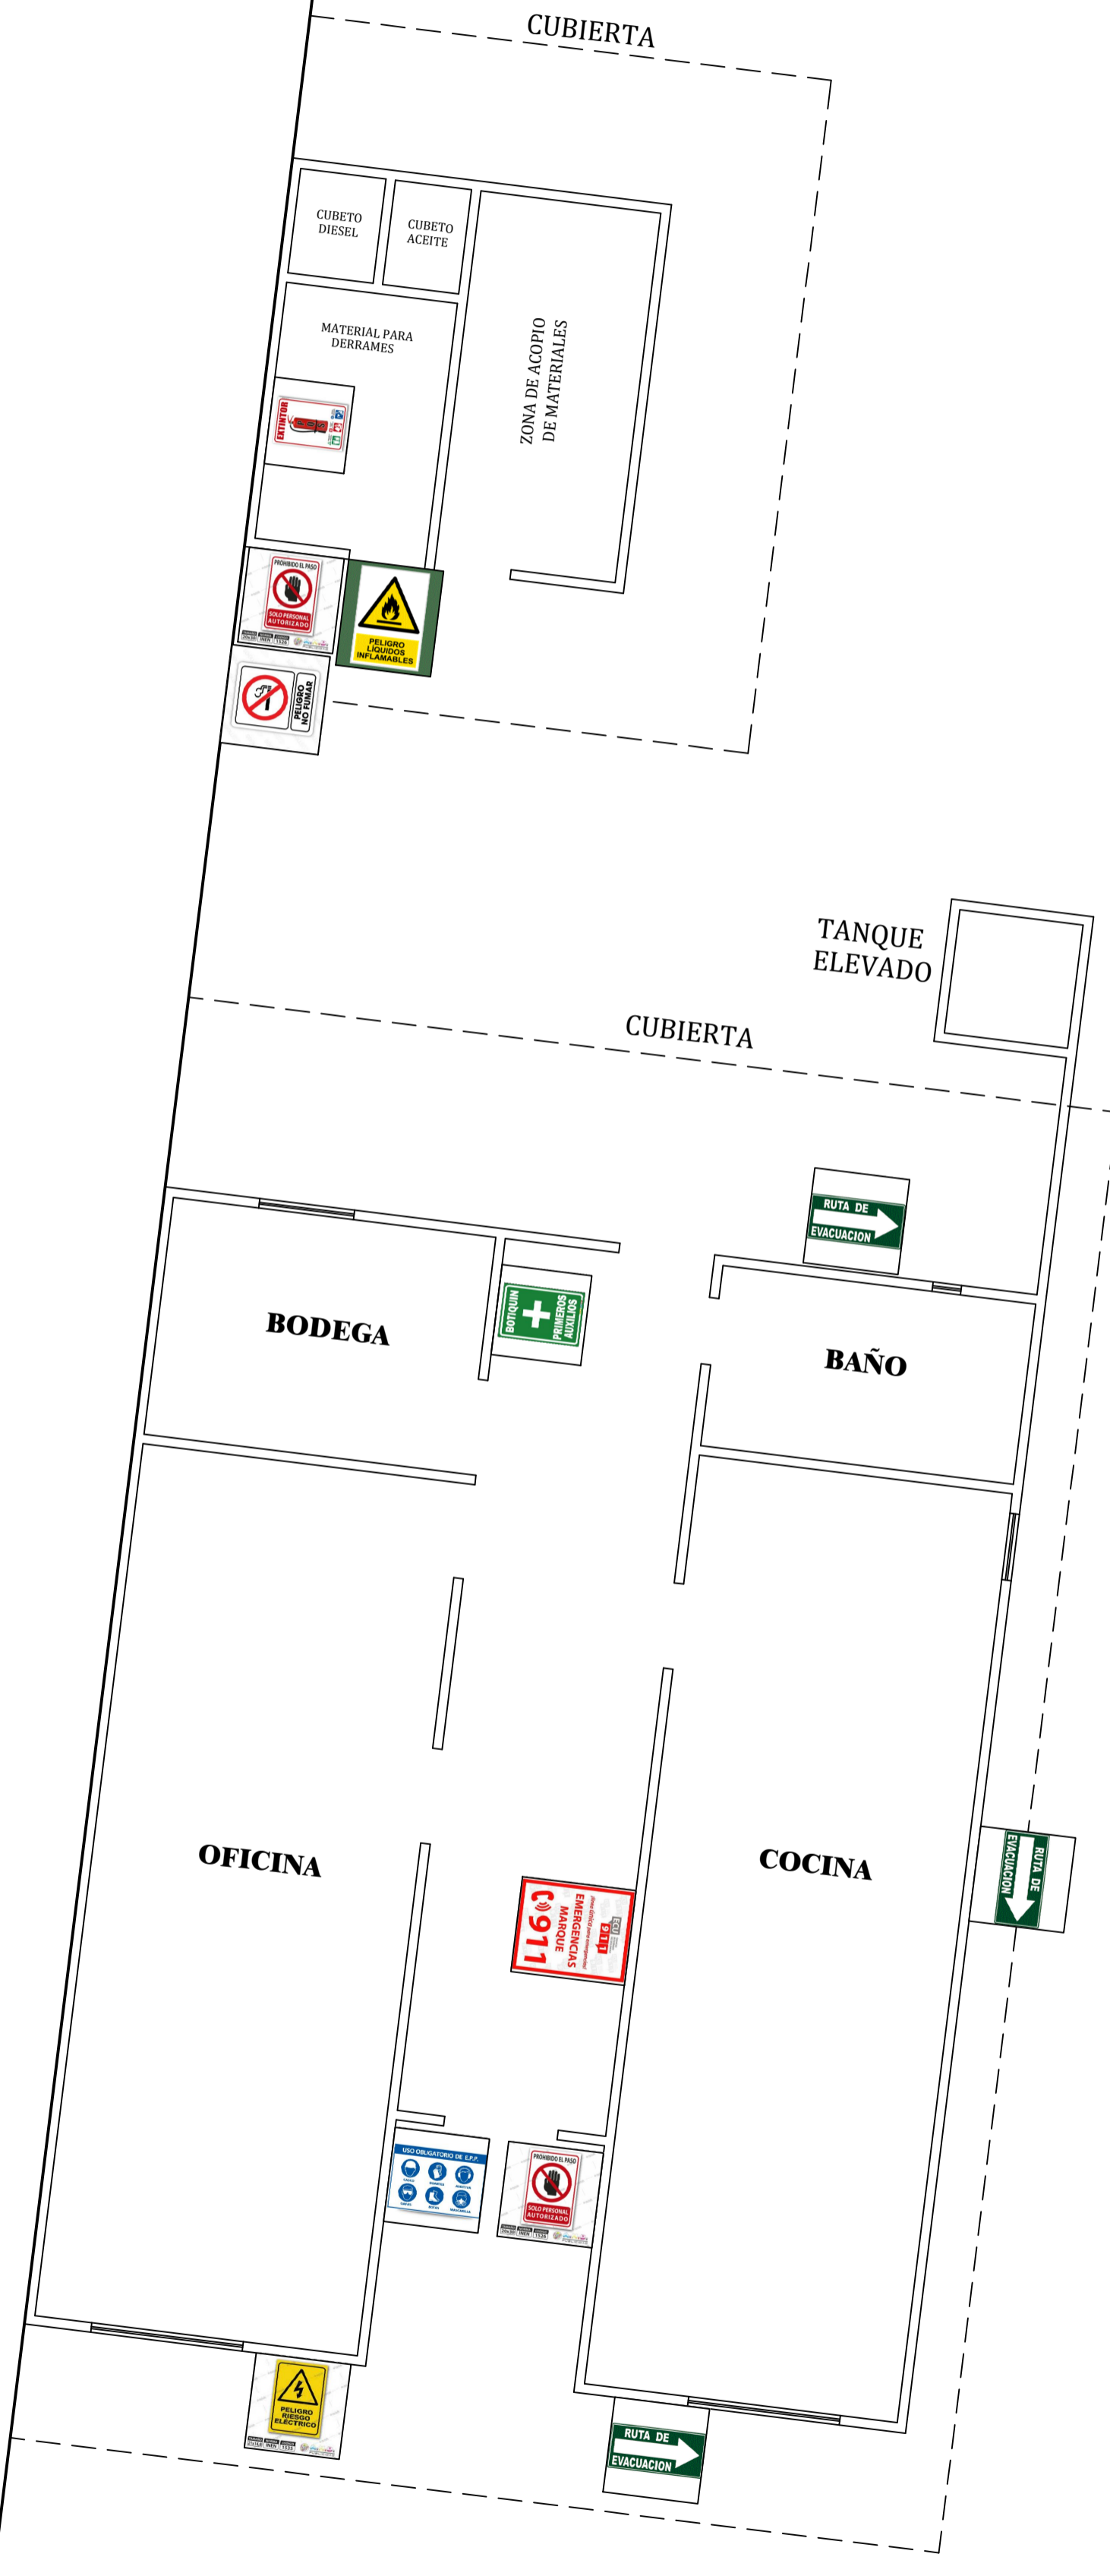 CUBIERTA
CUBETO
DIESEL
CUBETO
ACEITE
MATERIAL PARA
DERRAMES
ZONA DE ACOPIO
DE MATERIALES
EXTINTOR
PROHIBIDO EL PASO
SOLO PERSONAL
AUTORIZADO
PELIGRO
LÍQUIDOS
INFLAMABLES
PELIGRO
NO FUMAR
TANQUE
ELEVADO
CUBIERTA
RUTA DE
EVACUACION
BOTIQUIN
PRIMEROS
AUXILIOS
BODEGA
BAÑO
OFICINA
COCINA
RUTA DE
EVACUACION
ECU
911
EMERGENCIAS
MARQUE
911
USO OBLIGATORIO DE E.P.P.
PROHIBIDO EL PASO
SOLO PERSONAL
AUTORIZADO
PELIGRO
RIESGO
ELÉCTRICO
RUTA DE
EVACUACION